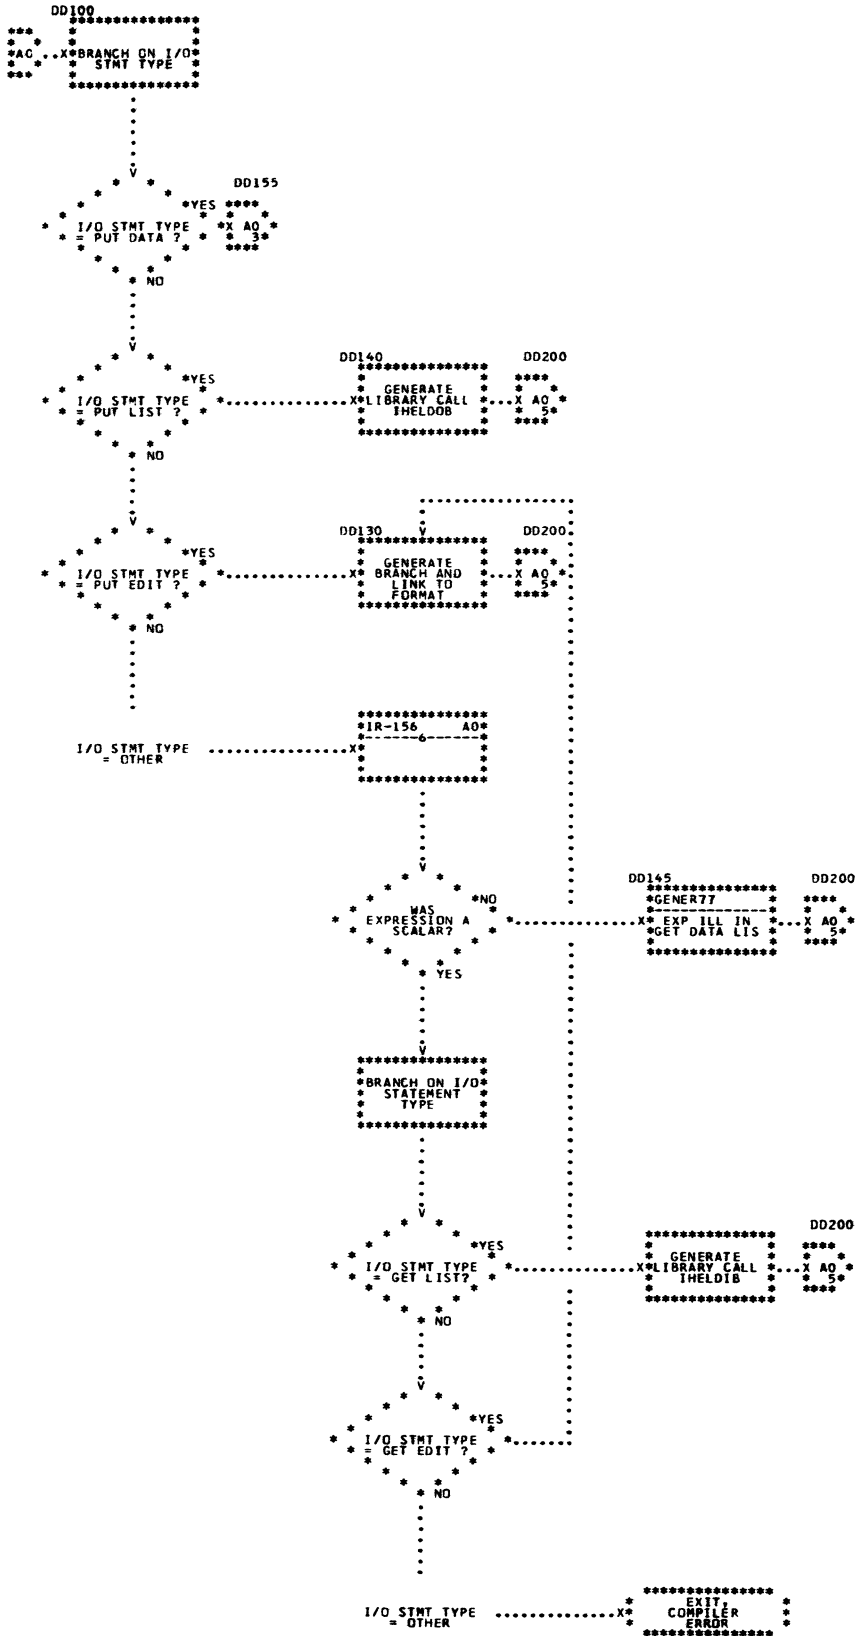 DD100
AO
BRANCH ON I/O
STMT TYPE
YES
DD155
I/O STMT TYPE
= PUT DATA ?
X AO
3
NO
DD140
DD200
YES
I/O STMT TYPE
= PUT LIST ?
GENERATE
LIBRARY CALL
IHELDOB
X AO
5
NO
DD130
DD200
YES
I/O STMT TYPE
= PUT EDIT ?
GENERATE
BRANCH AND
LINK TO
FORMAT
X AO
5
NO
IR-156 AO
6
I/O STMT TYPE
= OTHER
DD145
DD200
NO
WAS
EXPRESSION A
SCALAR?
GENER77
EXP ILL IN
GET DATA LIS
X AO
5
YES
BRANCH ON I/O
STATEMENT
TYPE
DD200
YES
I/O STMT TYPE
= GET LIST?
GENERATE
LIBRARY CALL
IHELDIB
X AO
5
NO
YES
I/O STMT TYPE
= GET EDIT ?
NO
I/O STMT TYPE
= OTHER
EXIT,
COMPILER
ERROR